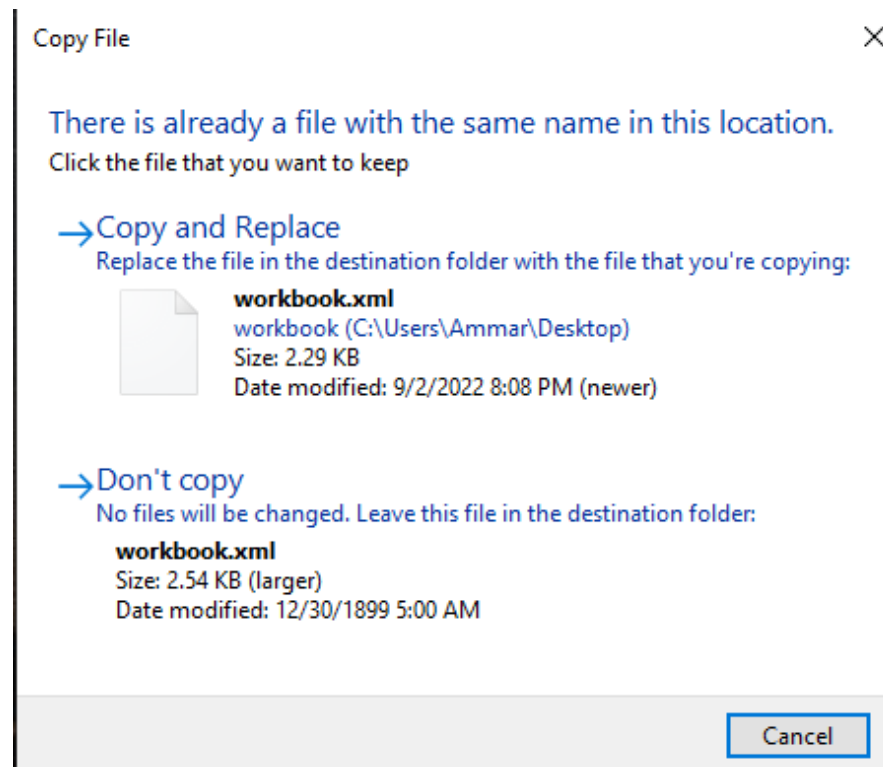 Copy File
There is already a file with the same name in this location.
Click the file that you want to keep
Copy and Replace
Replace the file in the destination folder with the file that you're copying:
workbook.xml
workbook (C:\Users\Ammar\Desktop)
Size: 2.29 KB
Date modified: 9/2/2022 8:08 PM (newer)
Don't copy
No files will be changed. Leave this file in the destination folder:
workbook.xml
Size: 2.54 KB (larger)
Date modified: 12/30/1899 5:00 AM
Cancel